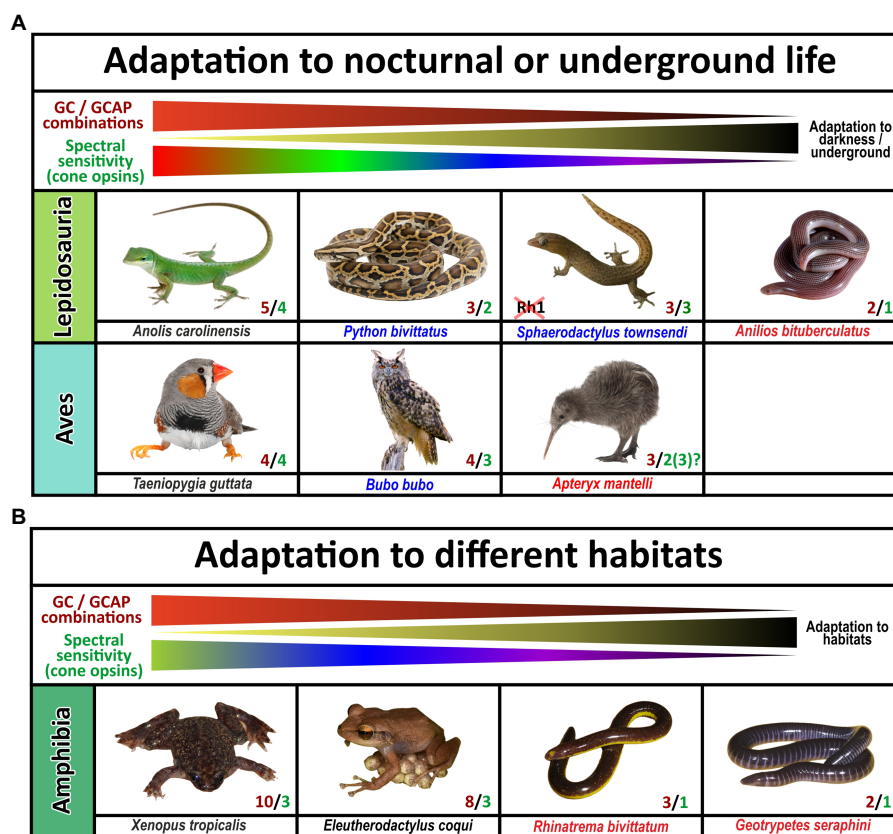 A
Adaptation to nocturnal or underground life
GC / GCAP
combinations
Spectral
sensitivity
(cone opsins)
Adaptation to
darkness /
underground
Lepidosauria
5/4
3/2
Rh1
3/3
2/1
Anolis carolinensis
Python bivittatus
Sphaerodactylus townsendi
Anilios bituberculatus
Aves
4/4
4/3
3/2(3)?
Taeniopygia guttata
Bubo bubo
Apteryx mantelli
B
Adaptation to different habitats
GC / GCAP
combinations
Spectral
sensitivity
(cone opsins)
Adaptation to
habitats
Amphibia
10/3
8/3
3/1
2/1
Xenopus tropicalis
Eleutherodactylus coqui
Rhinatrema bivittatum
Geotrypetes seraphini